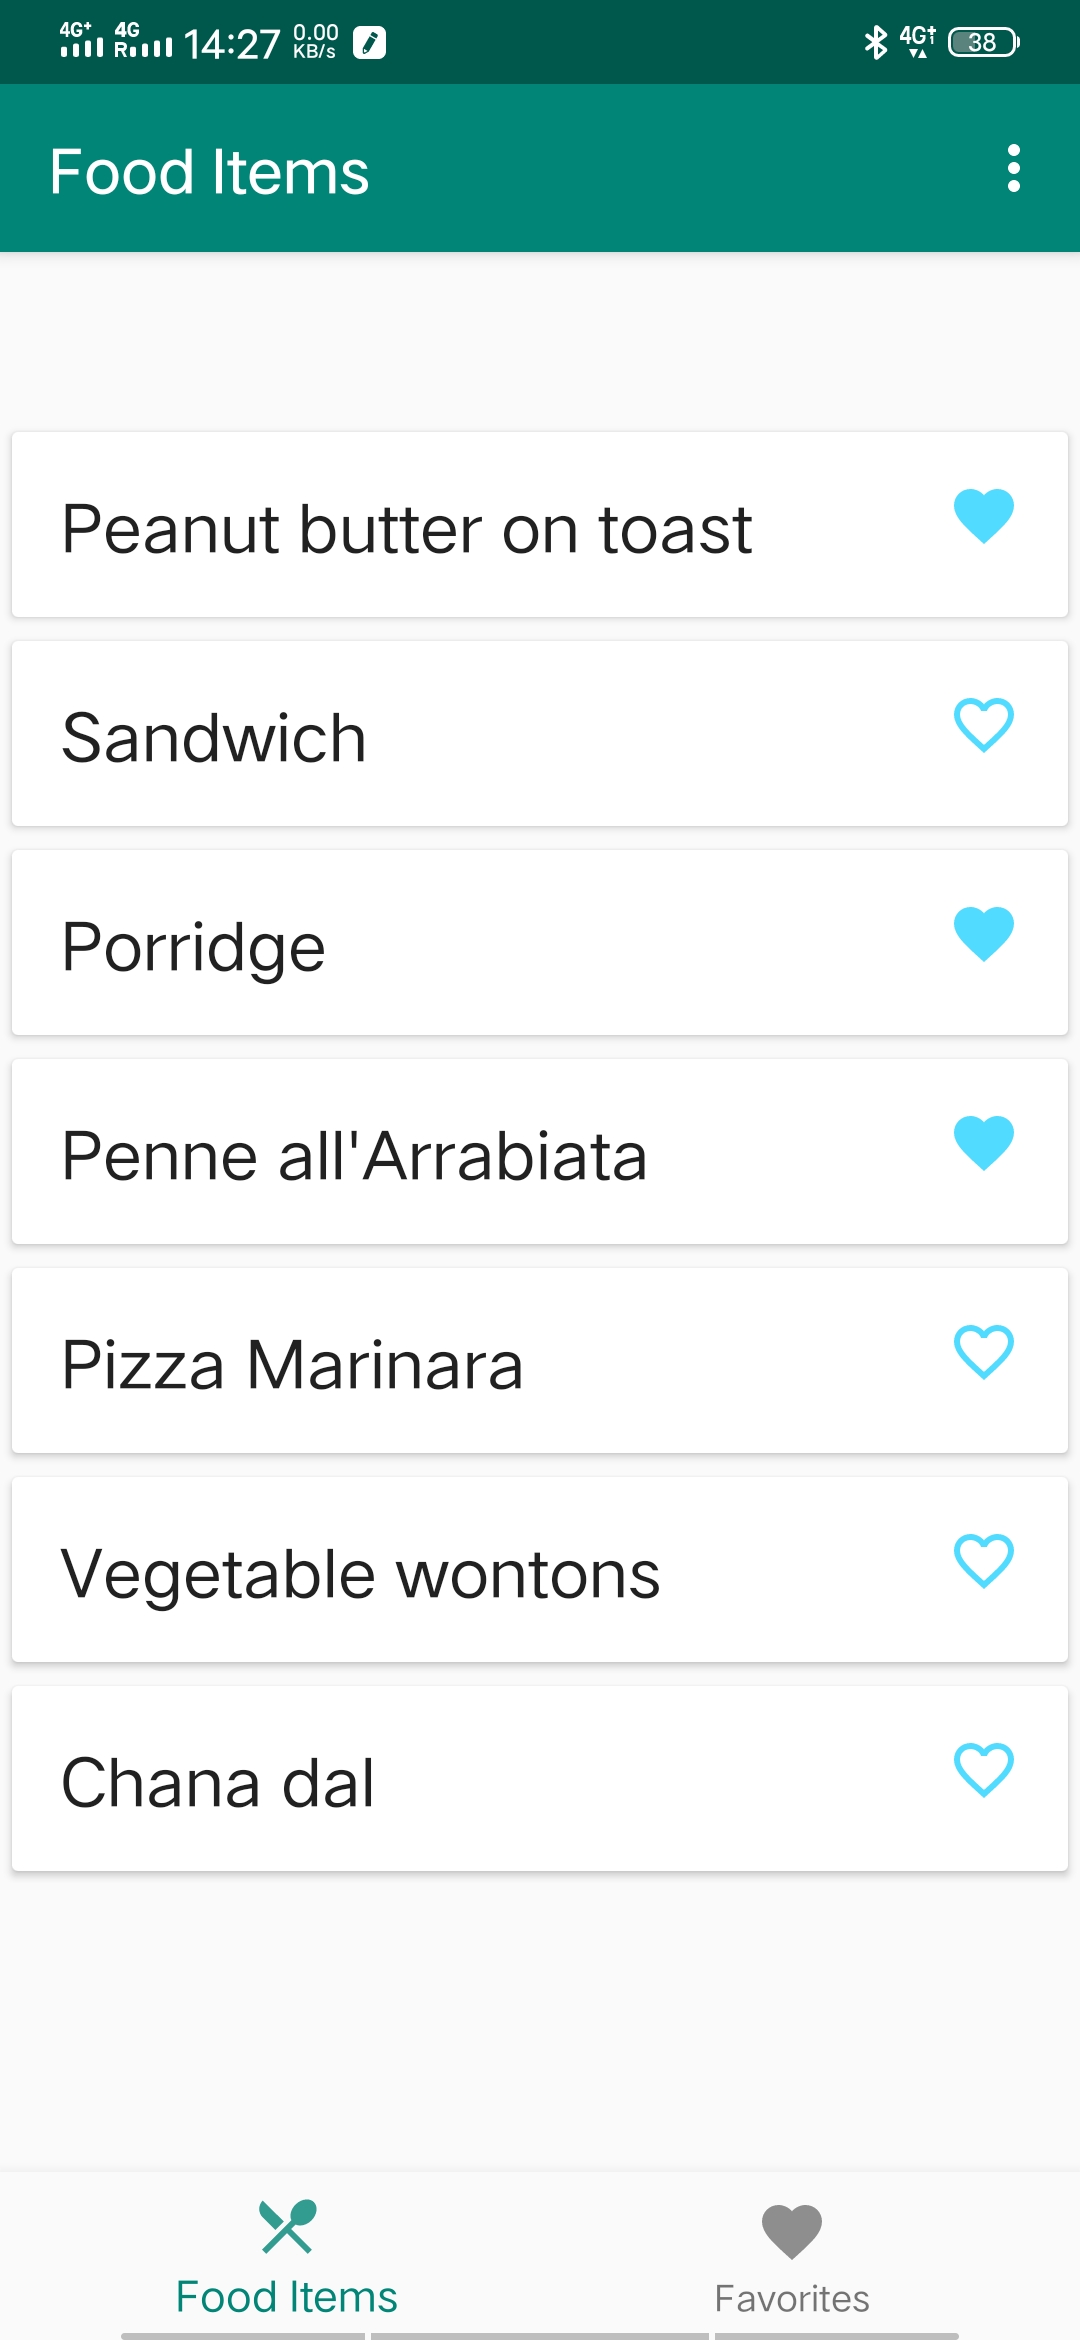 4G+ 4G R 14:27 0.00 KB/s 4G+ 38
Food Items
Peanut butter on toast
Sandwich
Porridge
Penne all'Arrabiata
Pizza Marinara
Vegetable wontons
Chana dal
Food Items Favorites